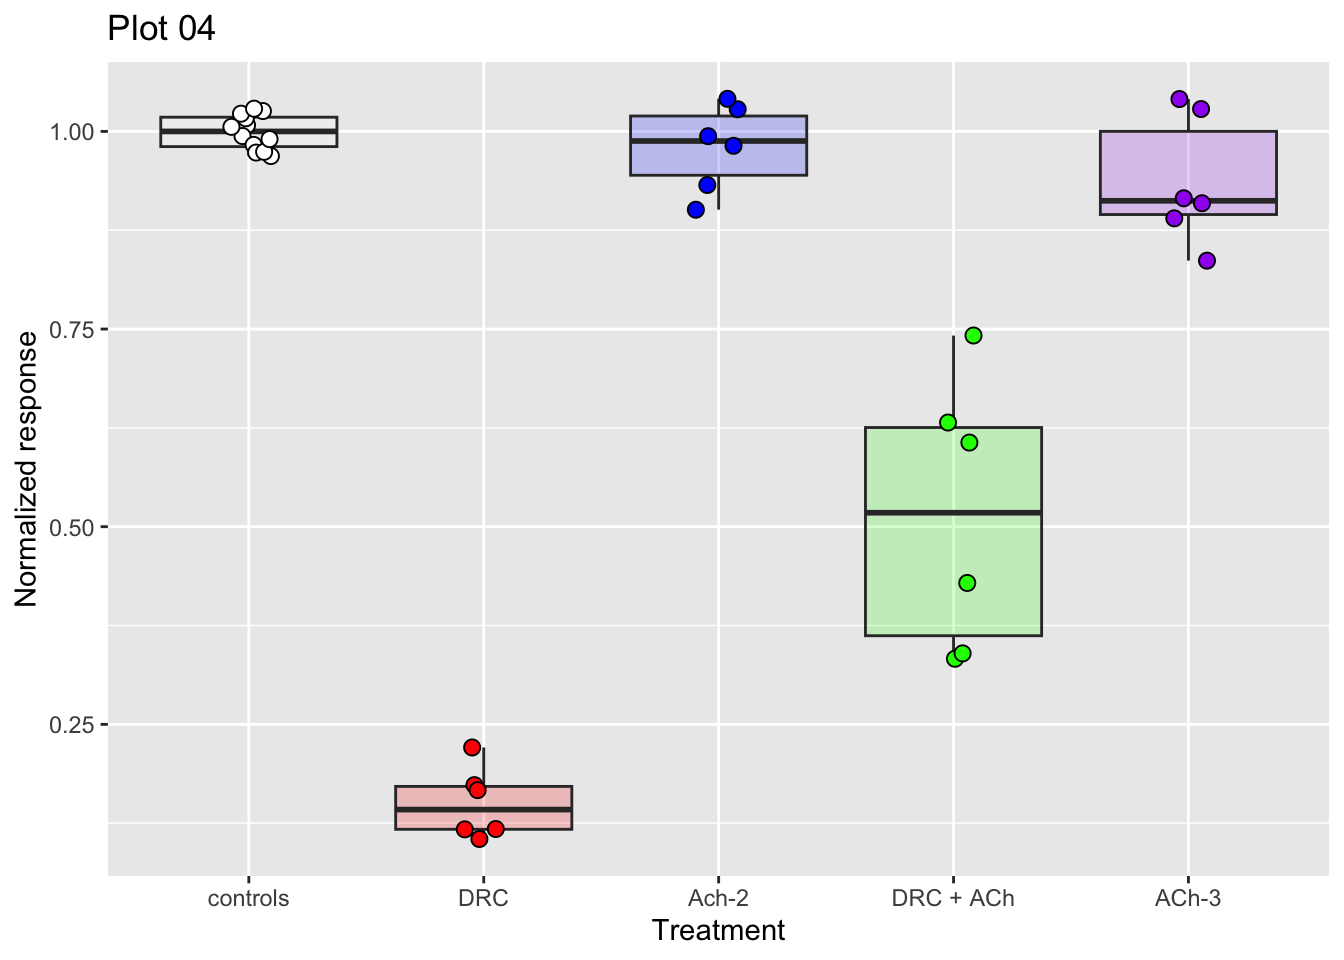 Plot 04
Normalized response
1.00
0.75
0.50
0.25
controls
DRC
Ach-2
DRC + ACh
ACh-3
Treatment